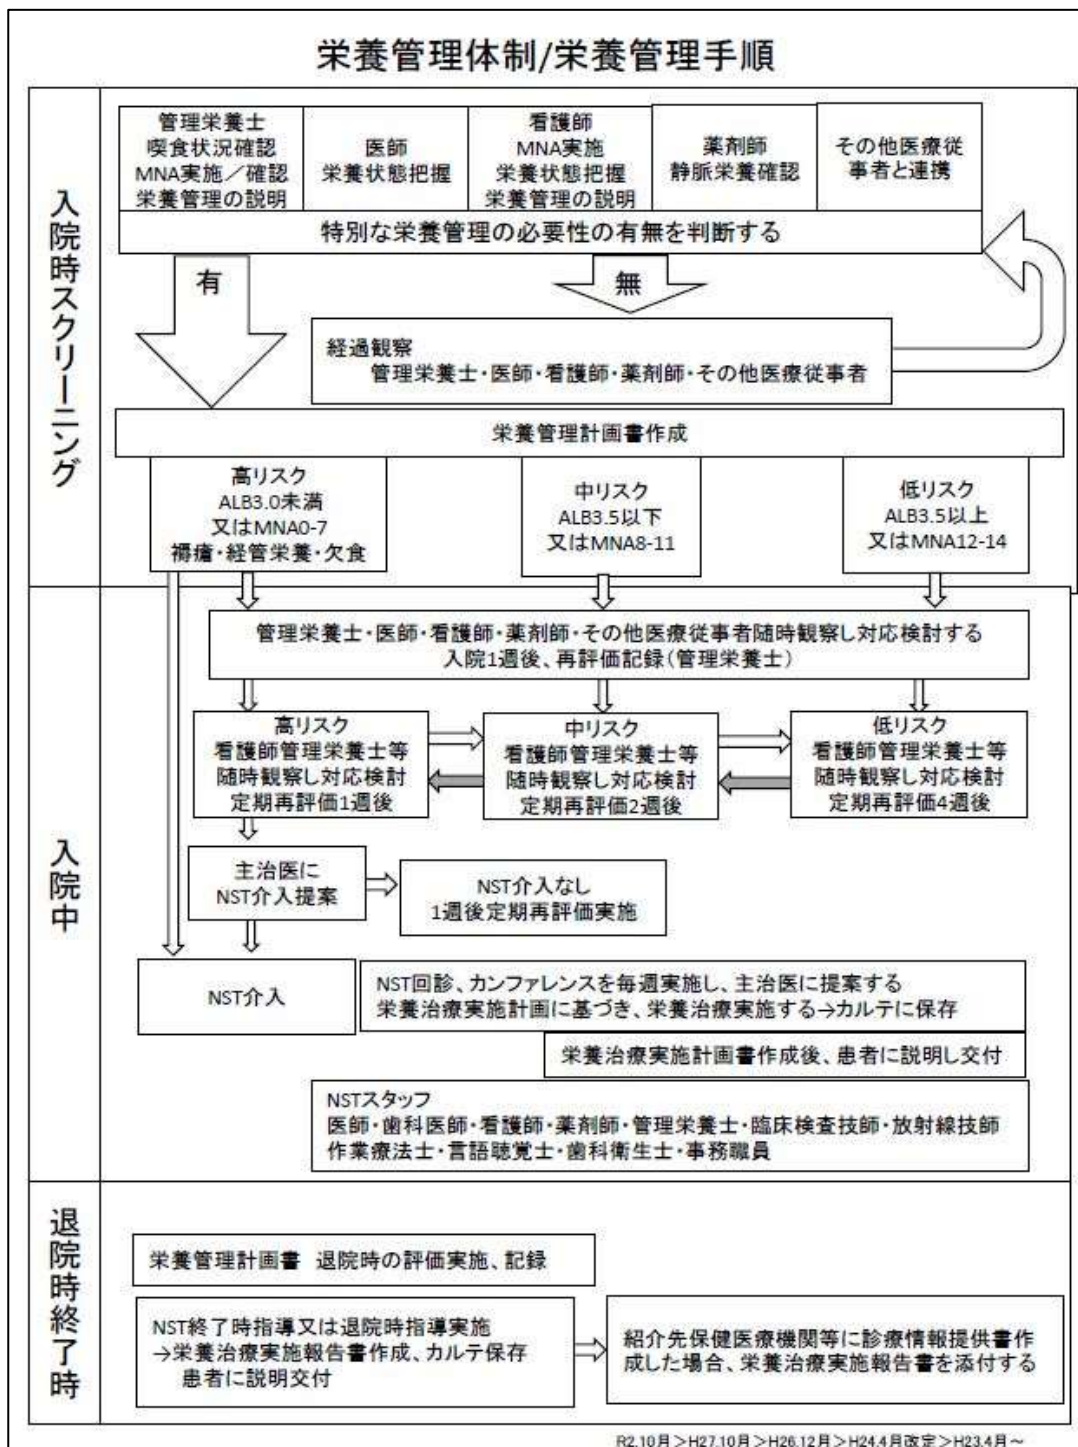 栄養管理体制/栄養管理手順
入院時スクリーニング
管理栄養士
喫食状況確認
MNA実施／確認
栄養管理の説明
医師
栄養状態把握
看護師
MNA実施
栄養状態把握
栄養管理の説明
薬剤師
静脈栄養確認
その他医療従
事者と連携
特別な栄養管理の必要性の有無を判断する
有
無
経過観察
管理栄養士・医師・看護師・薬剤師・その他医療従事者
栄養管理計画書作成
高リスク
ALB3.0未満
又はMNA0-7
褥瘡・経管栄養・欠食
中リスク
ALB3.5以下
又はMNA8-11
低リスク
ALB3.5以上
又はMNA12-14
入院中
管理栄養士・医師・看護師・薬剤師・その他医療従事者随時観察し対応検討する
入院1週後、再評価記録（管理栄養士）
高リスク
看護師管理栄養士等
随時観察し対応検討
定期再評価1週後
中リスク
看護師管理栄養士等
随時観察し対応検討
定期再評価2週後
低リスク
看護師管理栄養士等
随時観察し対応検討
定期再評価4週後
主治医に
NST介入提案
NST介入なし
1週後定期再評価実施
NST介入
NST回診、カンファレンスを毎週実施し、主治医に提案する
栄養治療実施計画に基づき、栄養治療実施する→カルテに保存
栄養治療実施計画書作成後、患者に説明し交付
NSTスタッフ
医師・歯科医師・看護師・薬剤師・管理栄養士・臨床検査技師・放射線技師
作業療法士・言語聴覚士・歯科衛生士・事務職員
退院時終了時
栄養管理計画書　退院時の評価実施、記録
NST終了時指導又は退院時指導実施
→栄養治療実施報告書作成、カルテ保存
患者に説明交付
紹介先保健医療機関等に診療情報提供書作
成した場合、栄養治療実施報告書を添付する
R2.10月＞H27.10月＞H26.12月＞H24.4月改定＞H23.4月～